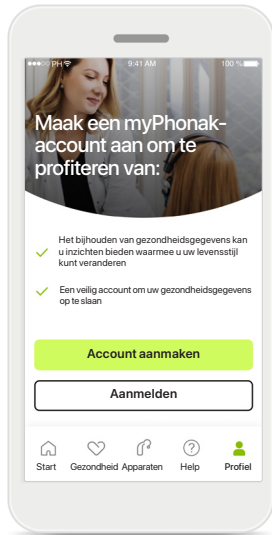 PH 9:41 AM 100 %
Maak een myPhonak-
account aan om te
profiteren van:
Het bijhouden van gezondheidsgegevens kan
u inzichten bieden waarmee u uw levensstijl
kunt veranderen
Een veilig account om uw gezondheidsgegevens
op te slaan
Account aanmaken
Aanmelden
Start Gezondheid Apparaten Help Profiel